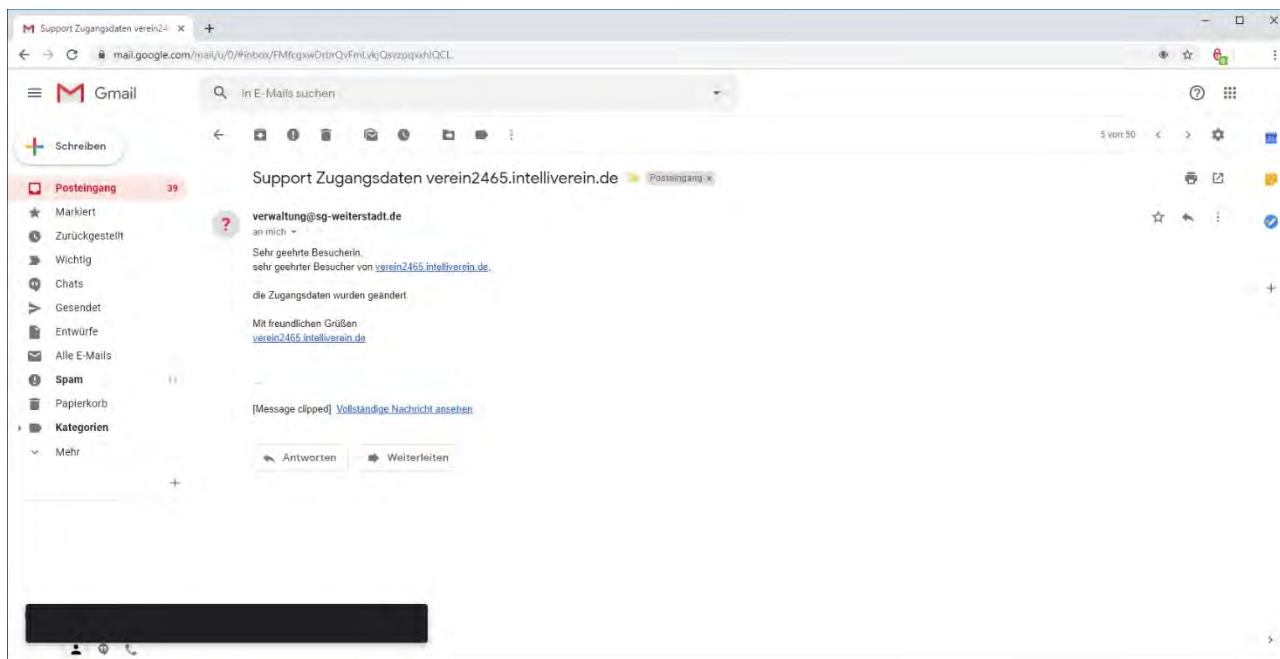 Support Zugangsdaten verein24
mail.google.com/mail/u/0/#inbox/
Gmail
In E-Mails suchen
Schreiben
5 von 50
Posteingang 39
Markiert
Zurückgestellt
Wichtig
Chats
Gesendet
Entwürfe
Alle E-Mails
Spam 11
Papierkorb
Kategorien
Mehr
Support Zugangsdaten verein2465.intelliverein.de Posteingang x
verwaltung@sg-weiterstadt.de
an mich
Sehr geehrte Besucherin,
sehr geehrter Besucher von verein2465.intelliverein.de,
die Zugangsdaten wurden geändert.
Mit freundlichen Grüßen
verein2465.intelliverein.de
...
[Message clipped] Vollständige Nachricht ansehen
Antworten
Weiterleiten